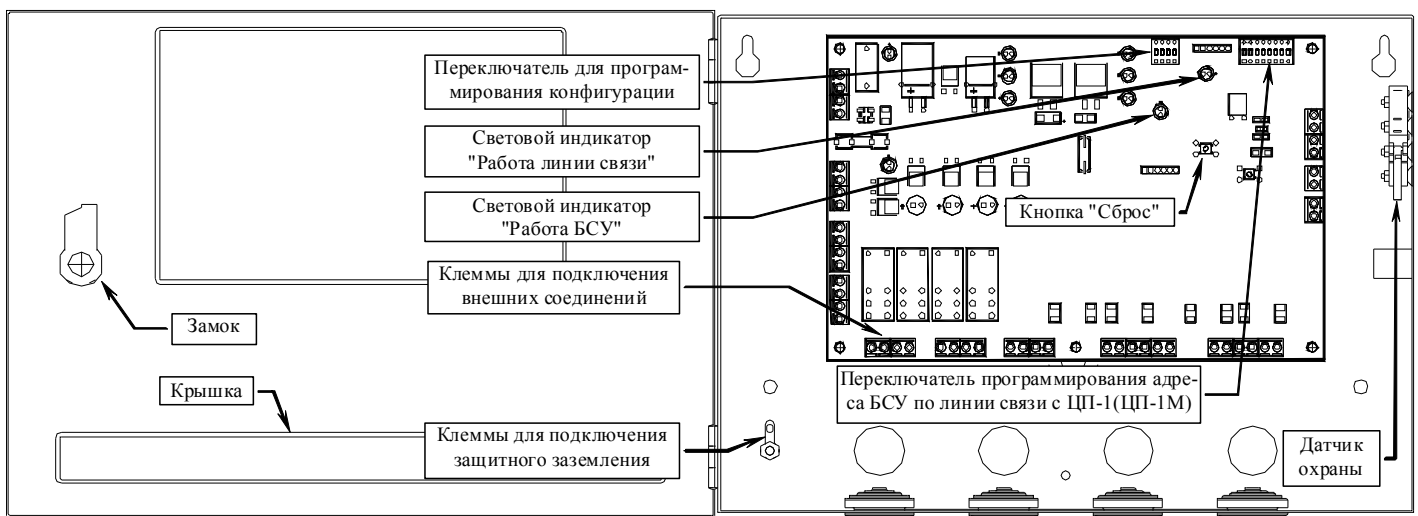 Переключатель для програм-
мирования конфигурации
Световой индикатор
"Работа линии связи"
Световой индикатор
"Работа БСУ"
Кнопка "Сброс"
Клеммы для подключения
внешних соединений
Замок
Крышка
Переключатель программирования адре-
са БСУ по линии связи с ЦП-1(ЦП-1М)
Клеммы для подключения
защитного заземления
Датчик
охраны